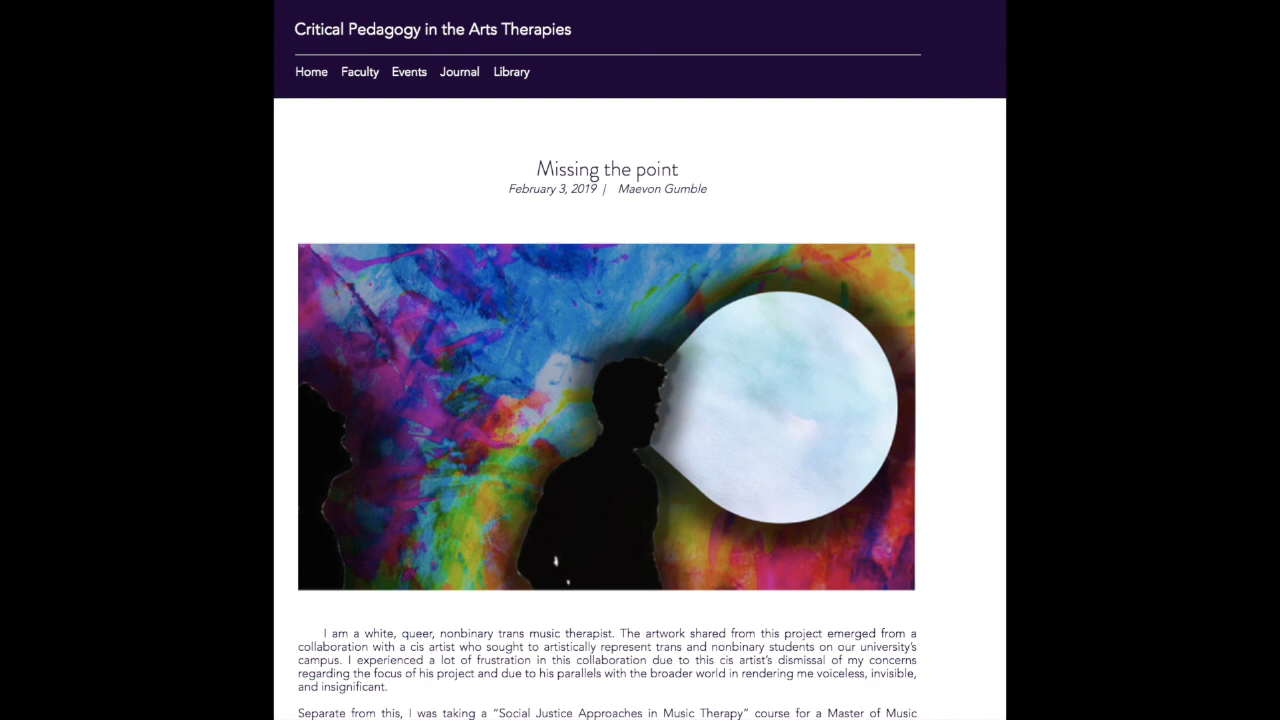 Critical Pedagogy in the Arts Therapies
Home Faculty Events Journal Library
Missing the point
February 3, 2019 | Maevon Gumble
I am a white, queer, nonbinary trans music therapist. The artwork shared from this project emerged from a
collaboration with a cis artist who sought to artistically represent trans and nonbinary students on our university's
campus. I experienced a lot of frustration in this collaboration due to this cis artist's dismissal of my concerns
regarding the focus of his project and due to his parallels with the broader world in rendering me voiceless, invisible,
and insignificant.
Separate from this, I was taking a "Social Justice Approaches in Music Therapy" course for a Master of Music